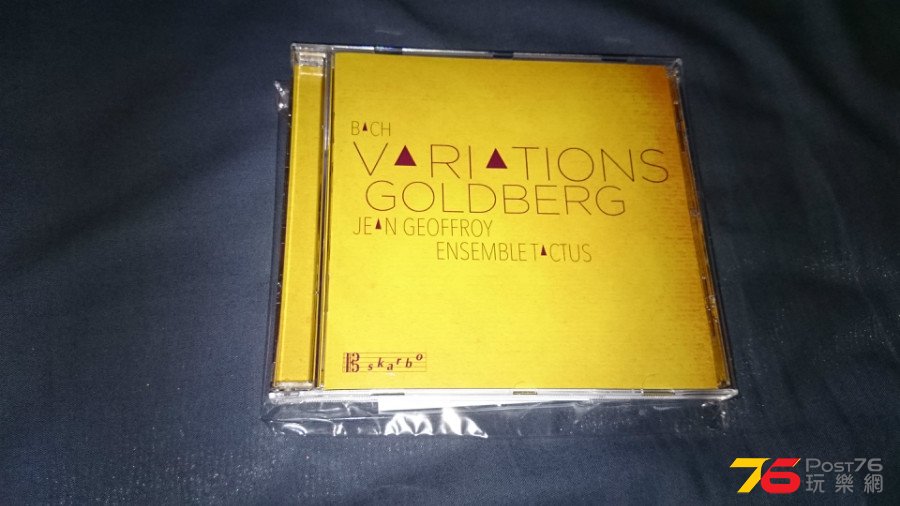 BACH
VARIATIONS
GOLDBERG
JEAN GEOFFROY
ENSEMBLE TACTUS
skarbo
76 Post76
玩樂網